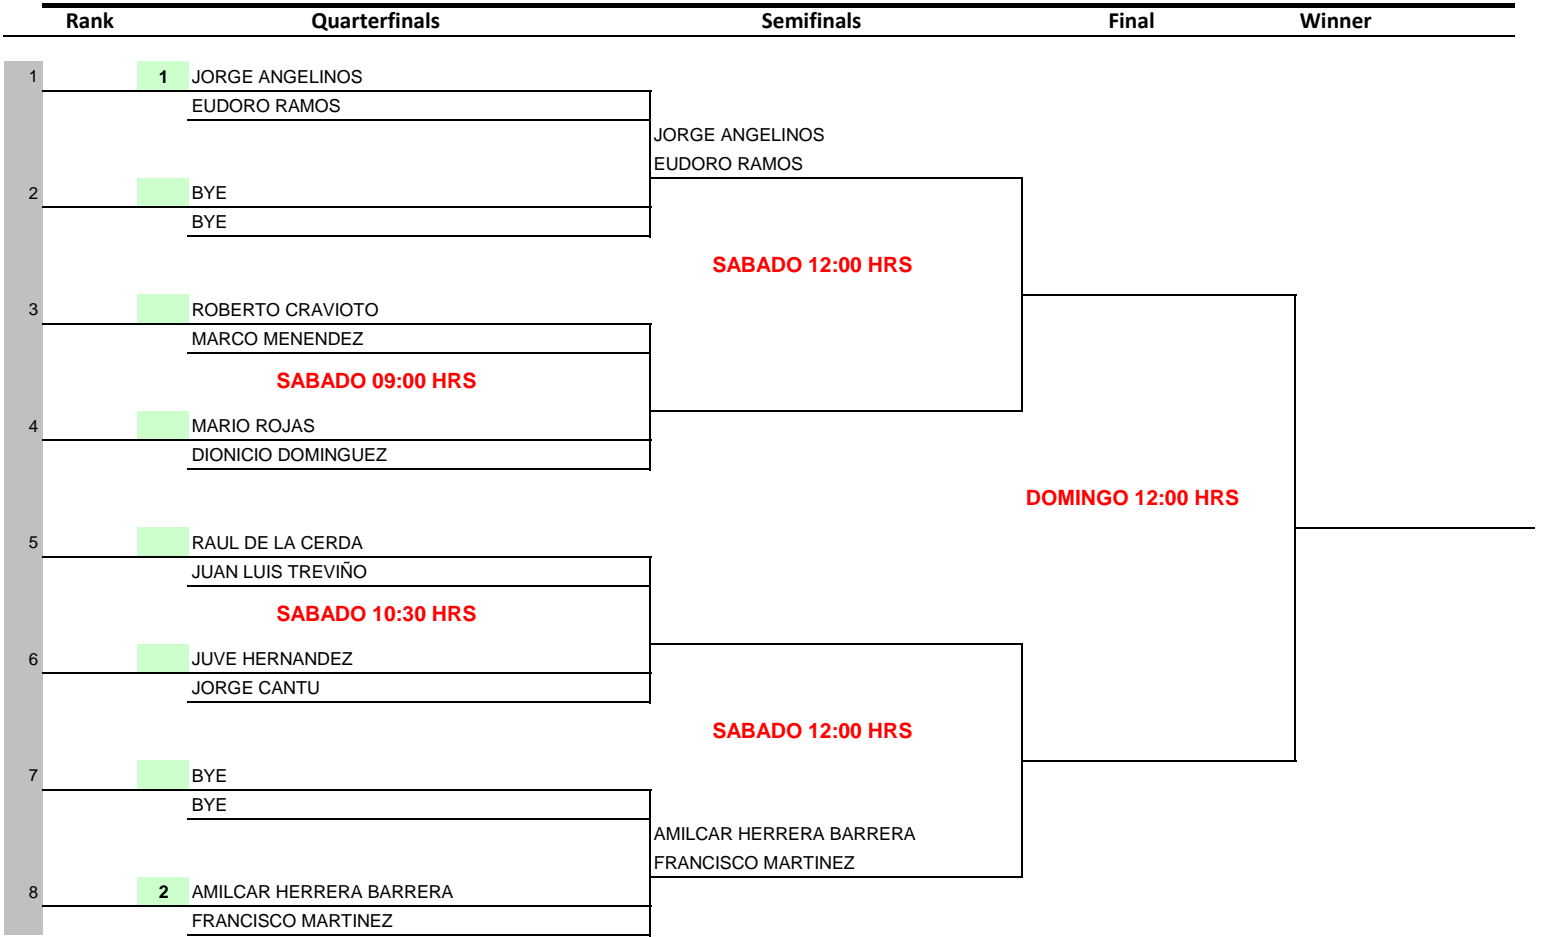 Rank Quarterfinals Semifinals Final Winner
1 1 JORGE ANGELINOS
EUDORO RAMOS
JORGE ANGELINOS
EUDORO RAMOS
2 BYE
BYE
SABADO 12:00 HRS
3 ROBERTO CRAVIOTO
MARCO MENENDEZ
SABADO 09:00 HRS
4 MARIO ROJAS
DIONICIO DOMINGUEZ
DOMINGO 12:00 HRS
5 RAUL DE LA CERDA
JUAN LUIS TREVIÑO
SABADO 10:30 HRS
6 JUVE HERNANDEZ
JORGE CANTU
SABADO 12:00 HRS
7 BYE
BYE
AMILCAR HERRERA BARRERA
FRANCISCO MARTINEZ
8 2 AMILCAR HERRERA BARRERA
FRANCISCO MARTINEZ